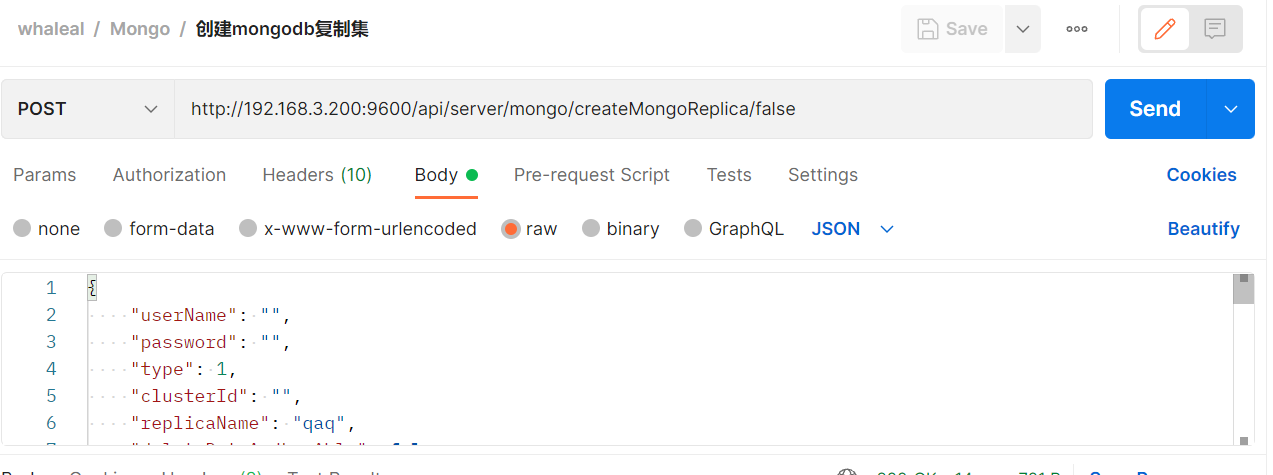 whaleal / Mongo / 创建mongodb复制集
Save
POST
http://192.168.3.200:9600/api/server/mongo/createMongoReplica/false
Send
Params Authorization Headers (10) Body Pre-request Script Tests Settings Cookies
none form-data x-www-form-urlencoded raw binary GraphQL JSON Beautify
1 {
2 "userName": "",
3 "password": "",
4 "type": 1,
5 "clusterId": "",
6 "replicaName": "qaq",